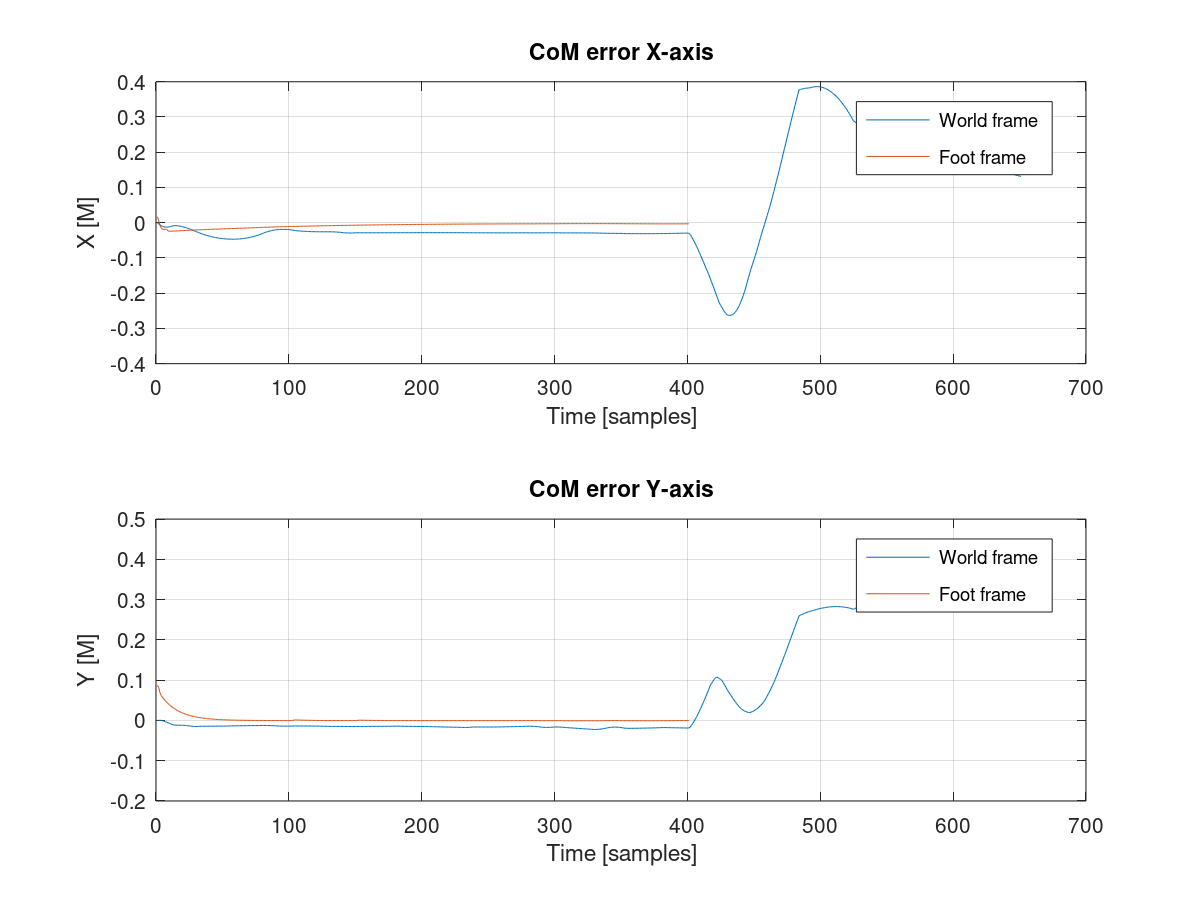 CoM error X-axis
0.4
0.3
0.2
0.1
0
-0.1
-0.2
-0.3
-0.4
X [M]
World frame
Foot frame
0 100 200 300 400 500 600 700
Time [samples]
CoM error Y-axis
0.5
0.4
0.3
0.2
0.1
0
-0.1
-0.2
Y [M]
World frame
Foot frame
0 100 200 300 400 500 600 700
Time [samples]